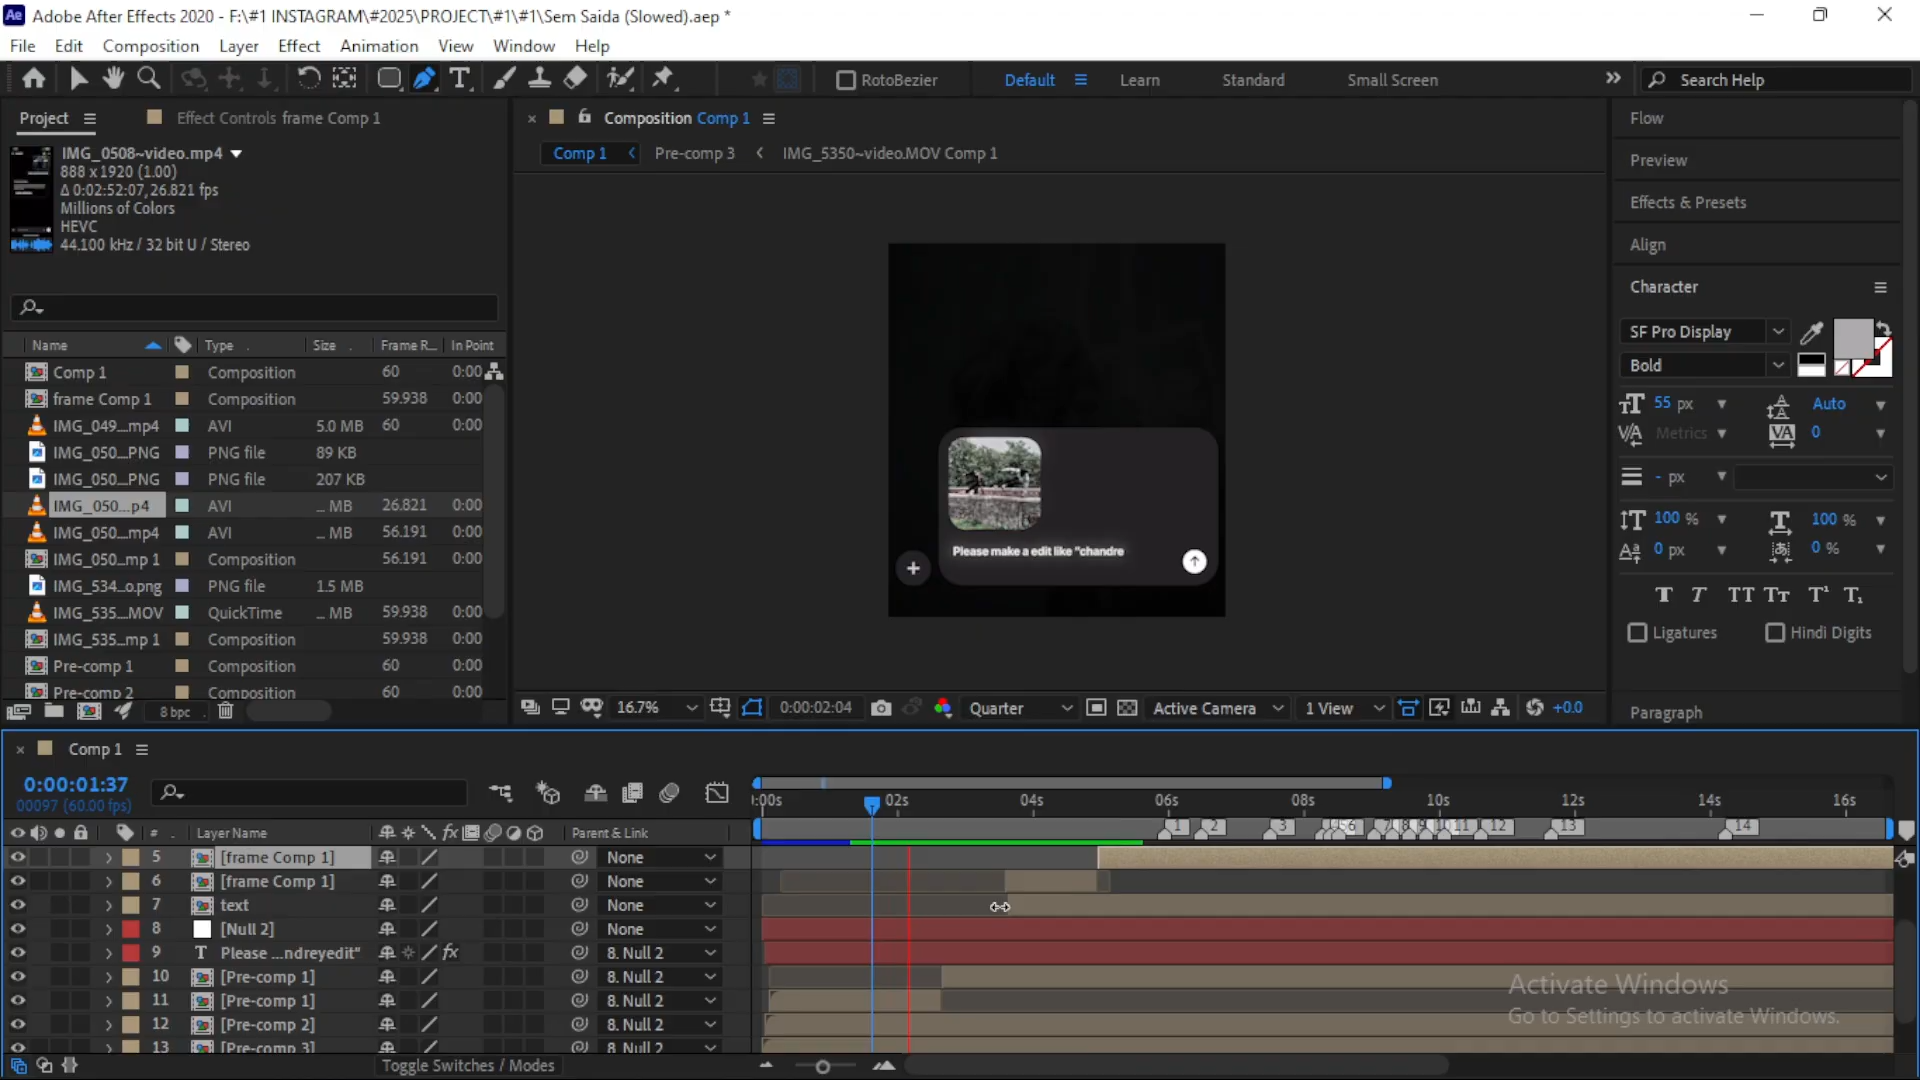 Adobe After Effects 2020 - F:\#1 INSTAGRAM\#2025\PROJECT\#1\#1\Sem Saida (Slowed).aep *
File Edit Composition Layer Effect Animation View Window Help
RotoBezier Default Learn Standard Small Screen Search Help
Project Effect Controls frame Comp 1
IMG_0508~video.mp4
888 x 1920 (1.00)
Δ 0:02:52:07, 26.821 fps
Millions of Colors
HEVC
44.100 kHz / 32 bit U / Stereo
Name Type Size Frame R... In Point
Comp 1 Composition 60 0:00
frame Comp 1 Composition 59.938 0:00
IMG_049...mp4 AVI 5.0 MB 60 0:00
IMG_050...PNG PNG file 89 KB
IMG_050...PNG PNG file 207 KB
IMG_050...p4 AVI ... MB 26.821 0:00
IMG_050...mp4 AVI ... MB 56.191 0:00
IMG_050...mp 1 Composition 56.191 0:00
IMG_534...o.png PNG file 1.5 MB
IMG_535...MOV QuickTime ... MB 59.938 0:00
IMG_535...mp 1 Composition 59.938 0:00
Pre-comp 1 Composition 60 0:00
Pre-comp 2 Composition 60 0:00
8 bpc
Composition Comp 1
Comp 1 Pre-comp 3 IMG_5350~video.MOV Comp 1
Please make a edit like "chandre
16.7% 0:00:02:04 Quarter Active Camera 1 View +0.0
Flow
Preview
Effects & Presets
Align
Character
SF Pro Display
Bold
55 px Auto
Metrics 0
- px
100 % 100 %
0 px 0 %
T T TT Tт T¹ T₁
Ligatures Hindi Digits
Paragraph
Comp 1
0:00:01:37
00097 (60.00 fps)
:00s 02s 04s 06s 08s 10s 12s 14s 16s
# Layer Name Parent & Link
1 2 3 6 7 8 9 10 11 12 13 14
5 [frame Comp 1] None
6 [frame Comp 1] None
7 text None
8 [Null 2] None
9 Please ...ndreyedit" 8. Null 2
10 [Pre-comp 1] 8. Null 2
11 [Pre-comp 1] 8. Null 2
12 [Pre-comp 2] 8. Null 2
13 [Pre-comp 3] 8. Null 2
Toggle Switches / Modes
Activate Windows
Go to Settings to activate Windows.